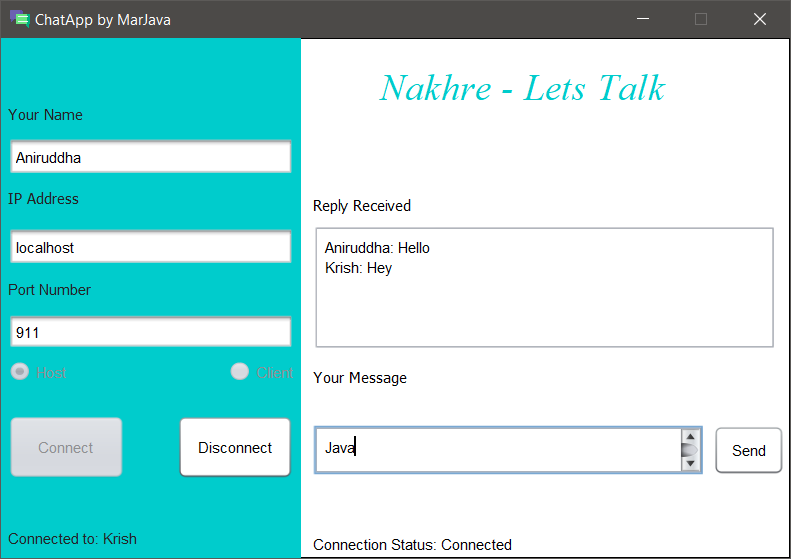 ChatApp by MarJava
Your Name
Aniruddha
IP Address
localhost
Port Number
911
Host
Client
Connect
Disconnect
Connected to: Krish
Nakhre - Lets Talk
Reply Received
Aniruddha: Hello
Krish: Hey
Your Message
Java
Send
Connection Status: Connected